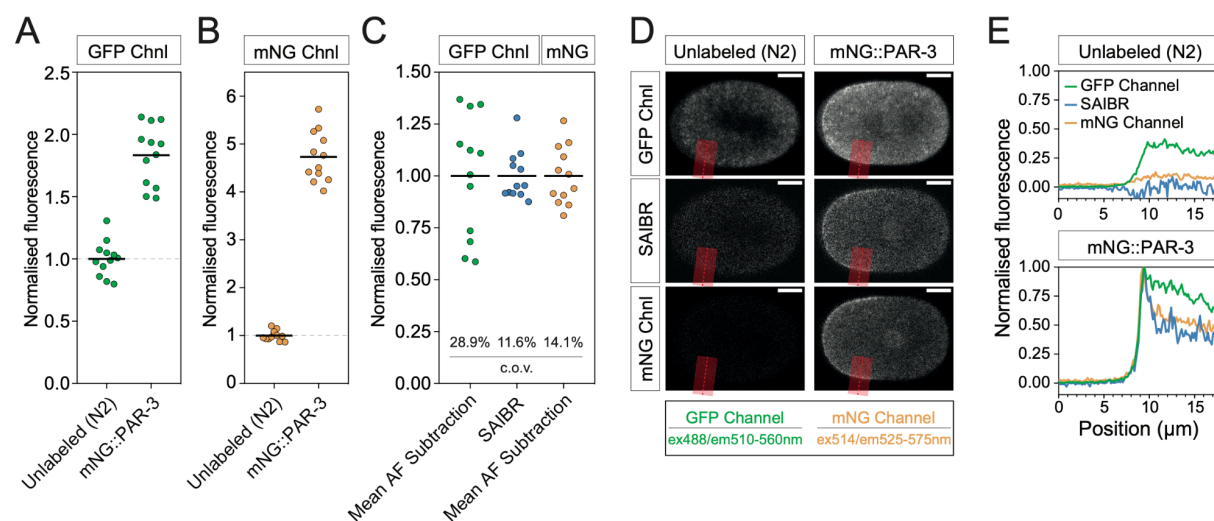 A
GFP Chnl
Normalised fluorescence
2.5
2.0
1.5
1.0
0.5
0.0
Unlabeled (N2)
mNG::PAR-3
B
mNG Chnl
Normalised fluorescence
6
5
4
3
2
1
0
Unlabeled (N2)
mNG::PAR-3
C
GFP Chnl
mNG
Normalised fluorescence
1.50
1.25
1.00
0.75
0.50
0.25
0.00
28.9% 11.6% 14.1%
c.o.v.
Mean AF Subtraction
SAIBR
Mean AF Subtraction
D
Unlabeled (N2)
mNG::PAR-3
GFP Chnl
SAIBR
mNG Chnl
GFP Channel
ex488/em510-560nm
mNG Channel
ex514/em525-575nm
E
Unlabeled (N2)
Normalised fluorescence
1.00
0.75
0.50
0.25
0.00
GFP Channel
SAIBR
mNG Channel
0 5 10 15
mNG::PAR-3
1.00
0.75
0.50
0.25
0.00
0 5 10 15
Position (μm)